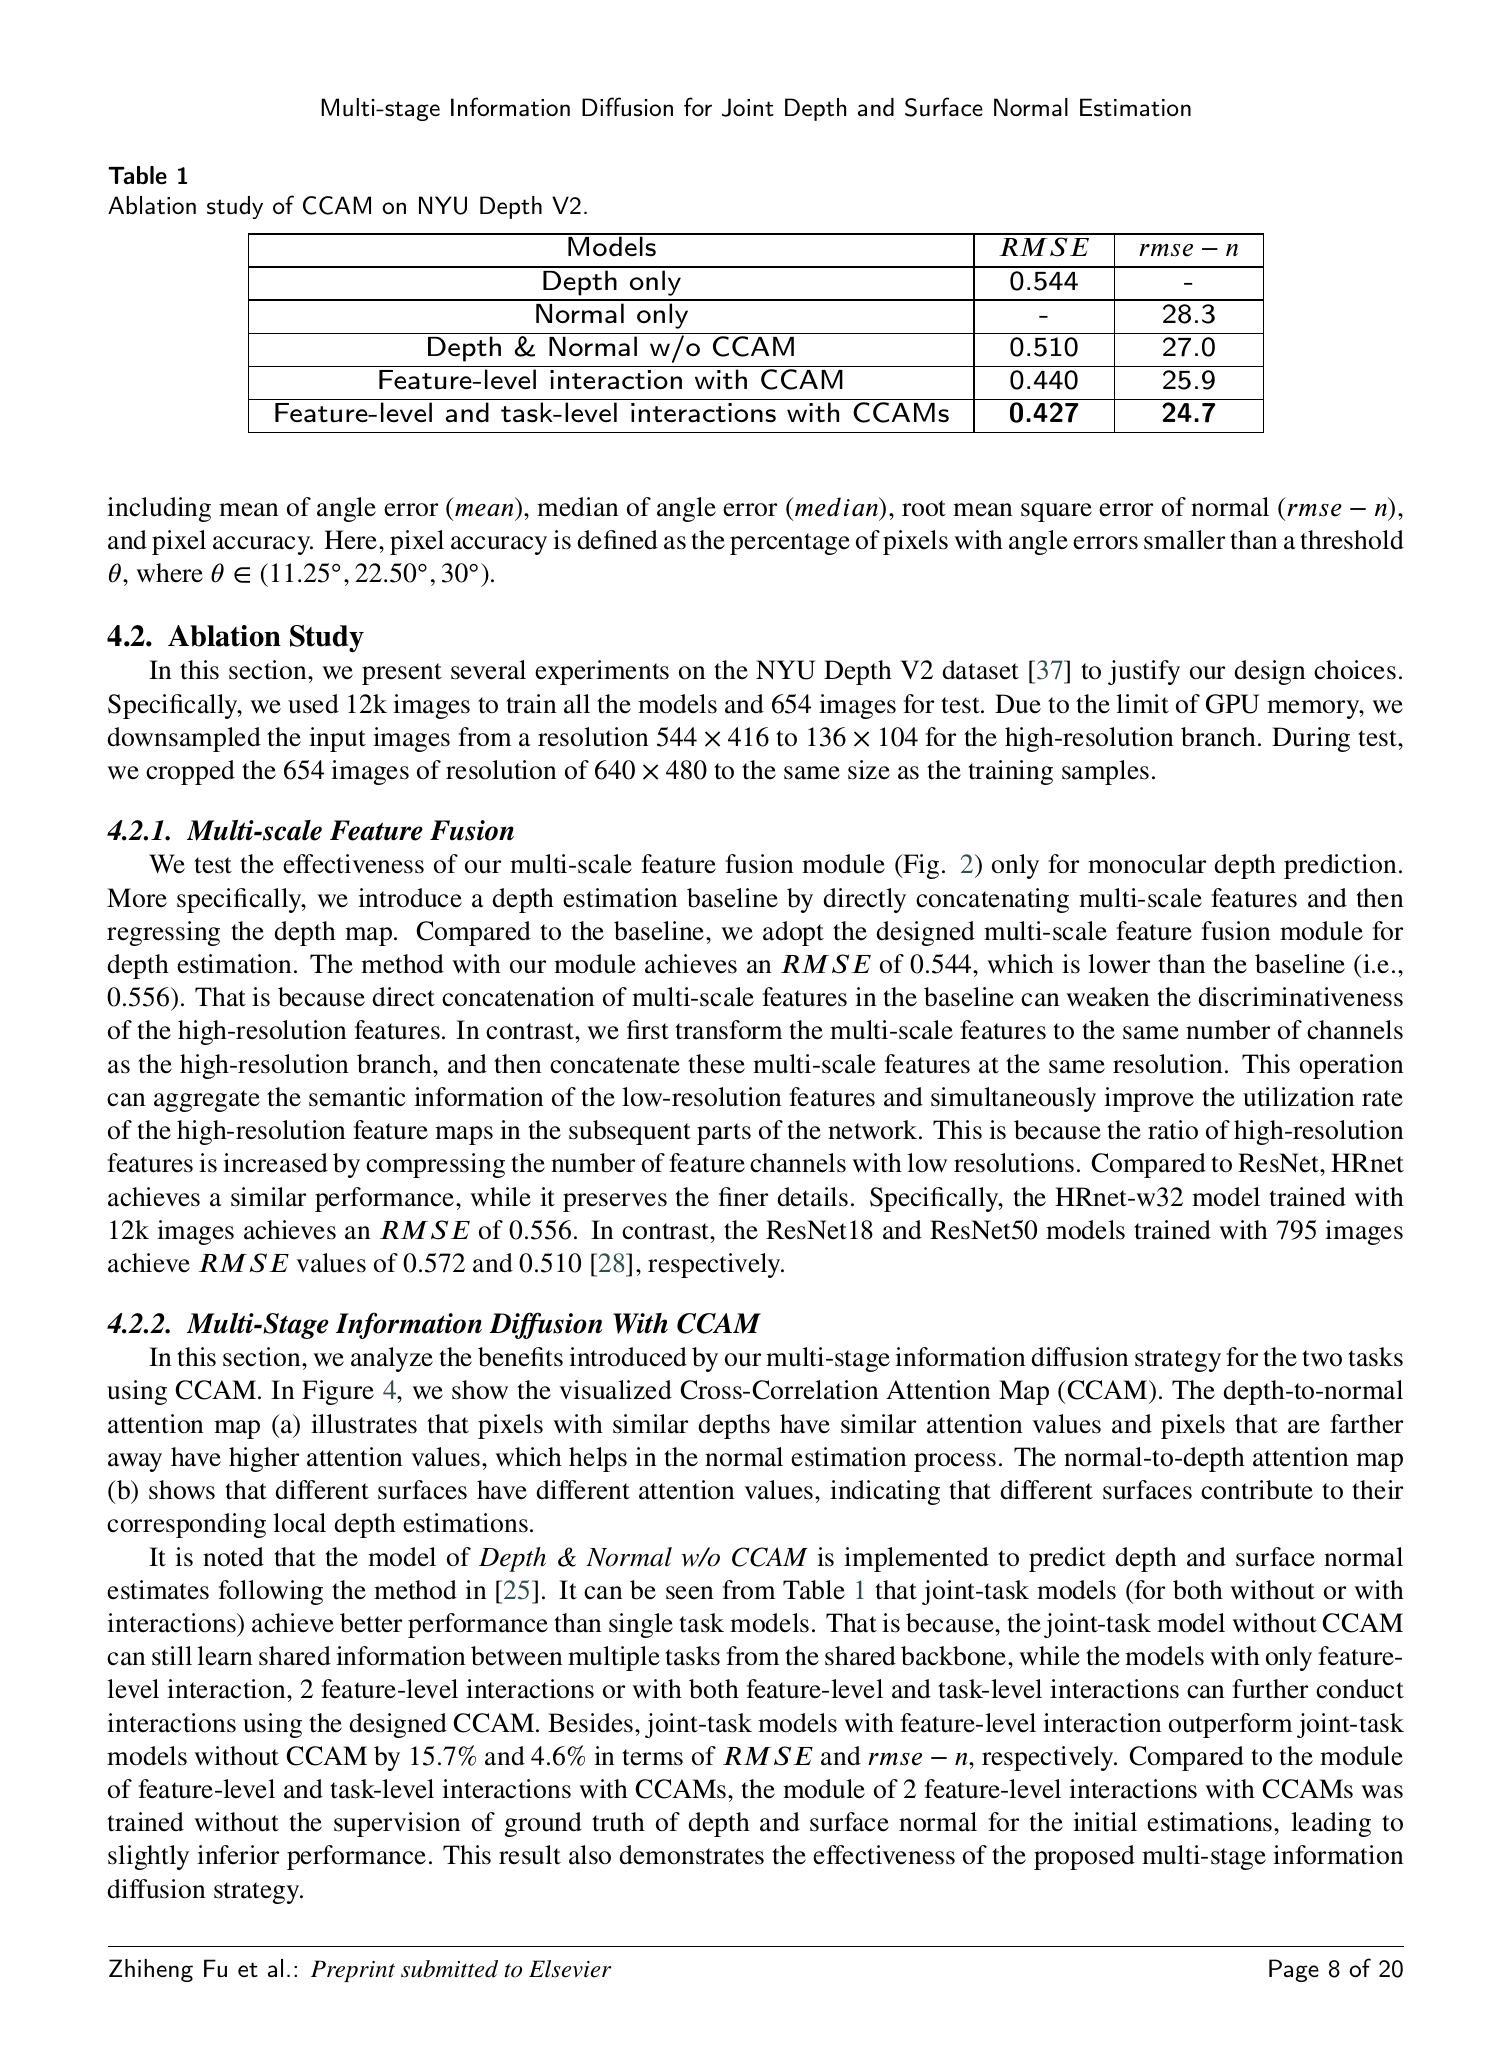 Multi-stage Information Diffusion for Joint Depth and Surface Normal Estimation
Table 1
Ablation study of CCAM on NYU Depth V2.
Models RMSE rmse − n
Depth only 0.544 -
Normal only - 28.3
Depth & Normal w/o CCAM 0.510 27.0
Feature-level interaction with CCAM 0.440 25.9
Feature-level and task-level interactions with CCAMs 0.427 24.7
including mean of angle error (mean), median of angle error (median), root mean square error of normal (rmse − n),
and pixel accuracy. Here, pixel accuracy is defined as the percentage of pixels with angle errors smaller than a threshold
θ, where θ ∈ (11.25°, 22.50°, 30°).
4.2. Ablation Study
In this section, we present several experiments on the NYU Depth V2 dataset [37] to justify our design choices.
Specifically, we used 12k images to train all the models and 654 images for test. Due to the limit of GPU memory, we
downsampled the input images from a resolution 544 × 416 to 136 × 104 for the high-resolution branch. During test,
we cropped the 654 images of resolution of 640 × 480 to the same size as the training samples.
4.2.1. Multi-scale Feature Fusion
We test the effectiveness of our multi-scale feature fusion module (Fig. 2) only for monocular depth prediction.
More specifically, we introduce a depth estimation baseline by directly concatenating multi-scale features and then
regressing the depth map. Compared to the baseline, we adopt the designed multi-scale feature fusion module for
depth estimation. The method with our module achieves an RMSE of 0.544, which is lower than the baseline (i.e.,
0.556). That is because direct concatenation of multi-scale features in the baseline can weaken the discriminativeness
of the high-resolution features. In contrast, we first transform the multi-scale features to the same number of channels
as the high-resolution branch, and then concatenate these multi-scale features at the same resolution. This operation
can aggregate the semantic information of the low-resolution features and simultaneously improve the utilization rate
of the high-resolution feature maps in the subsequent parts of the network. This is because the ratio of high-resolution
features is increased by compressing the number of feature channels with low resolutions. Compared to ResNet, HRnet
achieves a similar performance, while it preserves the finer details. Specifically, the HRnet-w32 model trained with
12k images achieves an RMSE of 0.556. In contrast, the ResNet18 and ResNet50 models trained with 795 images
achieve RMSE values of 0.572 and 0.510 [28], respectively.
4.2.2. Multi-Stage Information Diffusion With CCAM
In this section, we analyze the benefits introduced by our multi-stage information diffusion strategy for the two tasks
using CCAM. In Figure 4, we show the visualized Cross-Correlation Attention Map (CCAM). The depth-to-normal
attention map (a) illustrates that pixels with similar depths have similar attention values and pixels that are farther
away have higher attention values, which helps in the normal estimation process. The normal-to-depth attention map
(b) shows that different surfaces have different attention values, indicating that different surfaces contribute to their
corresponding local depth estimations.
It is noted that the model of Depth & Normal w/o CCAM is implemented to predict depth and surface normal
estimates following the method in [25]. It can be seen from Table 1 that joint-task models (for both without or with
interactions) achieve better performance than single task models. That is because, the joint-task model without CCAM
can still learn shared information between multiple tasks from the shared backbone, while the models with only feature-
level interaction, 2 feature-level interactions or with both feature-level and task-level interactions can further conduct
interactions using the designed CCAM. Besides, joint-task models with feature-level interaction outperform joint-task
models without CCAM by 15.7% and 4.6% in terms of RMSE and rmse − n, respectively. Compared to the module
of feature-level and task-level interactions with CCAMs, the module of 2 feature-level interactions with CCAMs was
trained without the supervision of ground truth of depth and surface normal for the initial estimations, leading to
slightly inferior performance. This result also demonstrates the effectiveness of the proposed multi-stage information
diffusion strategy.
Zhiheng Fu et al.: Preprint submitted to Elsevier Page 8 of 20